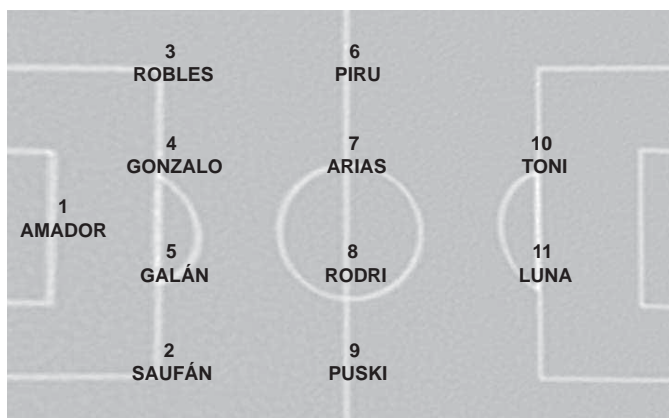 3
ROBLES
6
PIRU
4
GONZALO
7
ARIAS
10
TONI
1
AMADOR
5
GALÁN
8
RODRI
11
LUNA
2
SAUFÁN
9
PUSKI